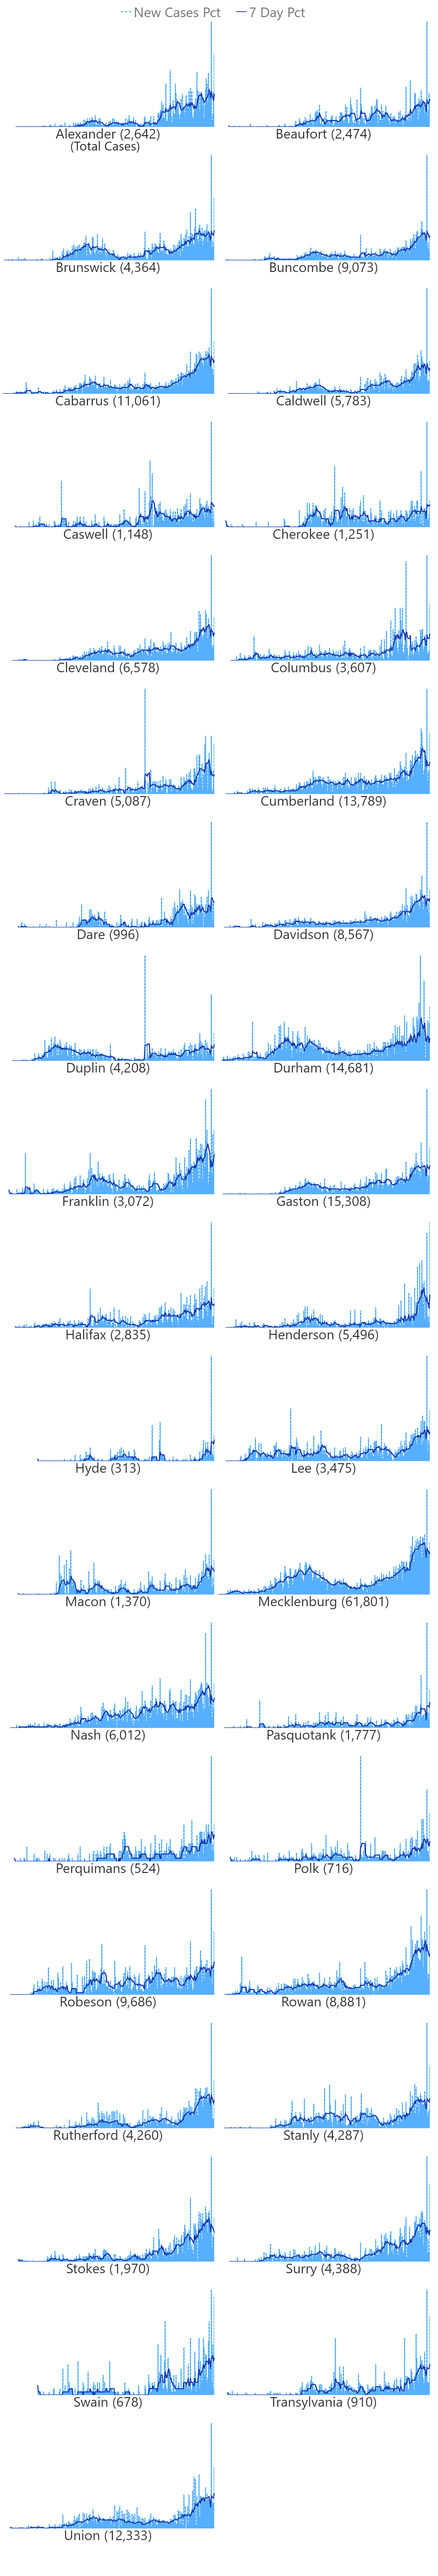 New Cases Pct 7 Day Pct
Alexander (2,642) Beaufort (2,474)
(Total Cases)
Brunswick (4,364) Buncombe (9,073)
Cabarrus (11,061) Caldwell (5,783)
Caswell (1,148) Cherokee (1,251)
Cleveland (6,578) Columbus (3,607)
Craven (5,087) Cumberland (13,789)
Dare (996) Davidson (8,567)
Duplin (4,208) Durham (14,681)
Franklin (3,072) Gaston (15,308)
Halifax (2,835) Henderson (5,496)
Hyde (313) Lee (3,475)
Macon (1,370) Mecklenburg (61,801)
Nash (6,012) Pasquotank (1,777)
Perquimans (524) Polk (716)
Robeson (9,686) Rowan (8,881)
Rutherford (4,260) Stanly (4,287)
Stokes (1,970) Surry (4,388)
Swain (678) Transylvania (910)
Union (12,333)